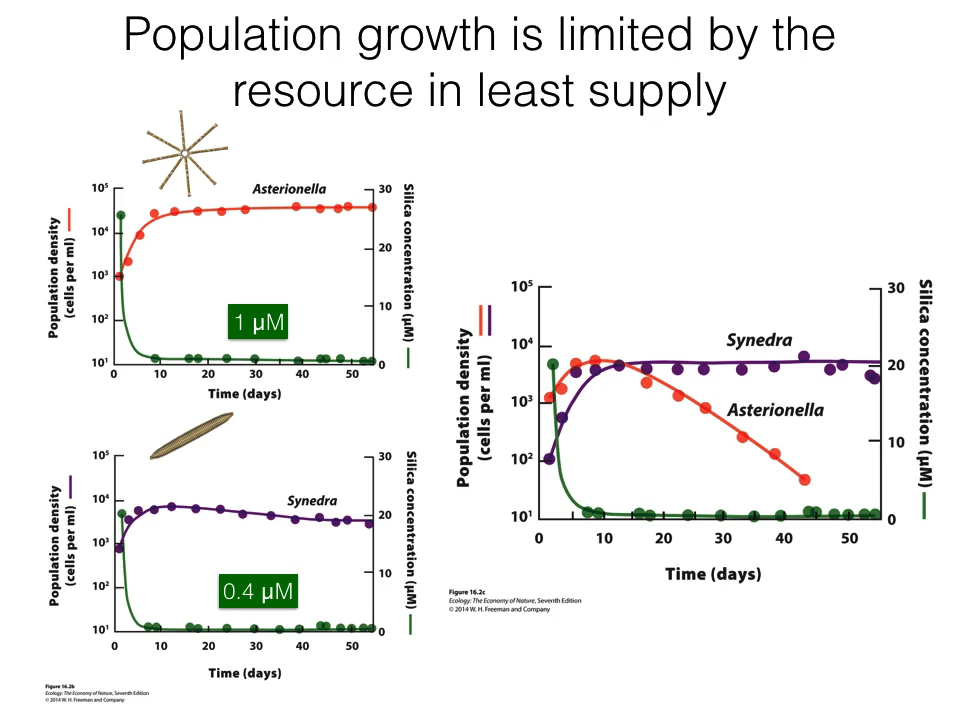 Population growth is limited by the
resource in least supply
Asterionella
Population density
(cells per ml)
10⁵
10⁴
10³
10²
10¹
30
20
10
0
Silica concentration (μM)
1 μM
0 10 20 30 40 50
Time (days)
Synedra
Population density
(cells per ml)
10⁵
10⁴
10³
10²
10¹
30
20
10
0
Silica concentration (μM)
0.4 μM
0 10 20 30 40 50
Time (days)
Figure 16.2b
Ecology: The Economy of Nature, Seventh Edition
© 2014 W. H. Freeman and Company
Population density
(cells per ml)
10⁵
10⁴
10³
10²
10¹
Synedra
Asterionella
30
20
10
0
Silica concentration (μM)
0 10 20 30 40 50
Time (days)
Figure 16.2c
Ecology: The Economy of Nature, Seventh Edition
© 2014 W. H. Freeman and Company